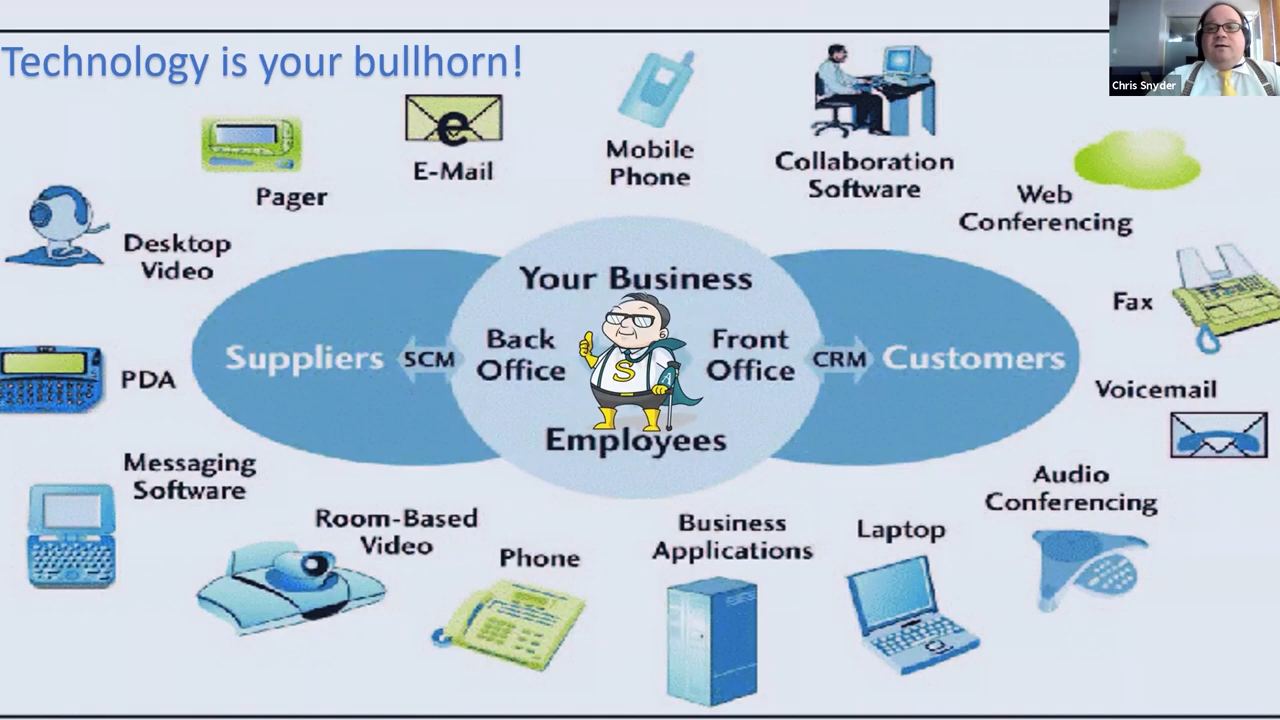 Technology is your bullhorn!
Chris Snyder
Pager
e
E-Mail
Mobile
Phone
Collaboration
Software
Web
Conferencing
Desktop
Video
Fax
PDA
Voicemail
Your Business
Suppliers
SCM
Back
Office
S
Front
Office
CRM
Customers
Employees
Messaging
Software
Room-Based
Video
Phone
Business
Applications
Laptop
Audio
Conferencing